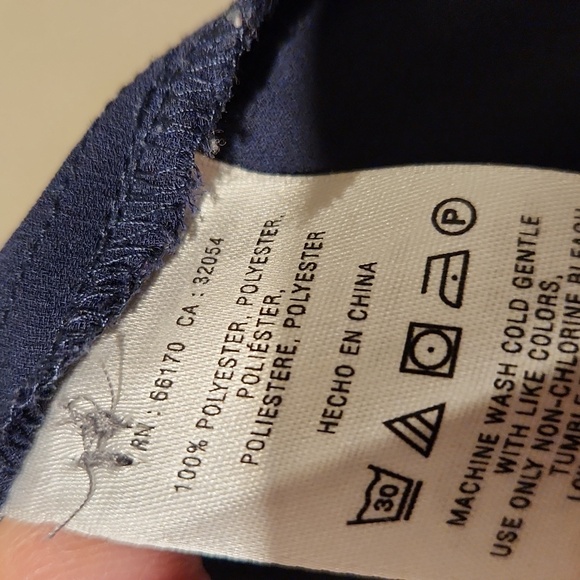 RN : 66170 CA : 32054
100% POLYESTER, POLYESTER,
POLIÉSTER,
POLIESTERE, POLYESTER
HECHO EN CHINA
30
P
MACHINE WASH COLD GENTLE
WITH LIKE COLORS,
USE ONLY NON-CHLORINE BLEACH